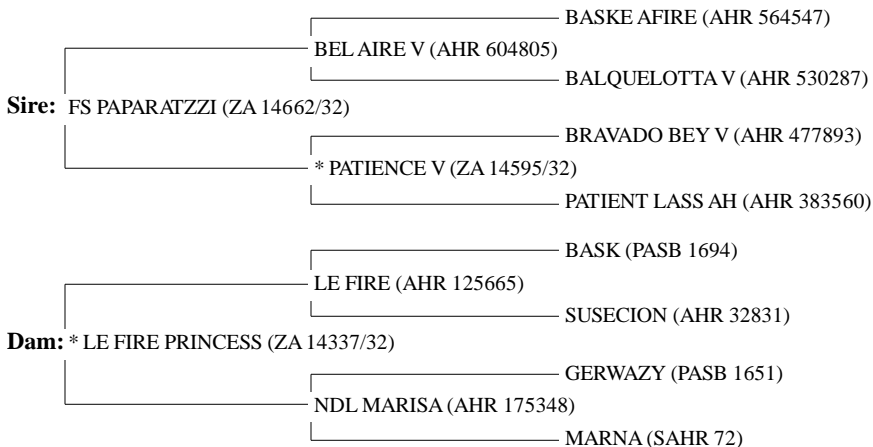 BASKE AFIRE (AHR 564547)
BEL AIRE V (AHR 604805)
BALQUELOTTA V (AHR 530287)
Sire: FS PAPARATZZI (ZA 14662/32)
BRAVADO BEY V (AHR 477893)
* PATIENCE V (ZA 14595/32)
PATIENT LASS AH (AHR 383560)
BASK (PASB 1694)
LE FIRE (AHR 125665)
SUSECION (AHR 32831)
Dam: * LE FIRE PRINCESS (ZA 14337/32)
GERWAZY (PASB 1651)
NDL MARISA (AHR 175348)
MARNA (SAHR 72)